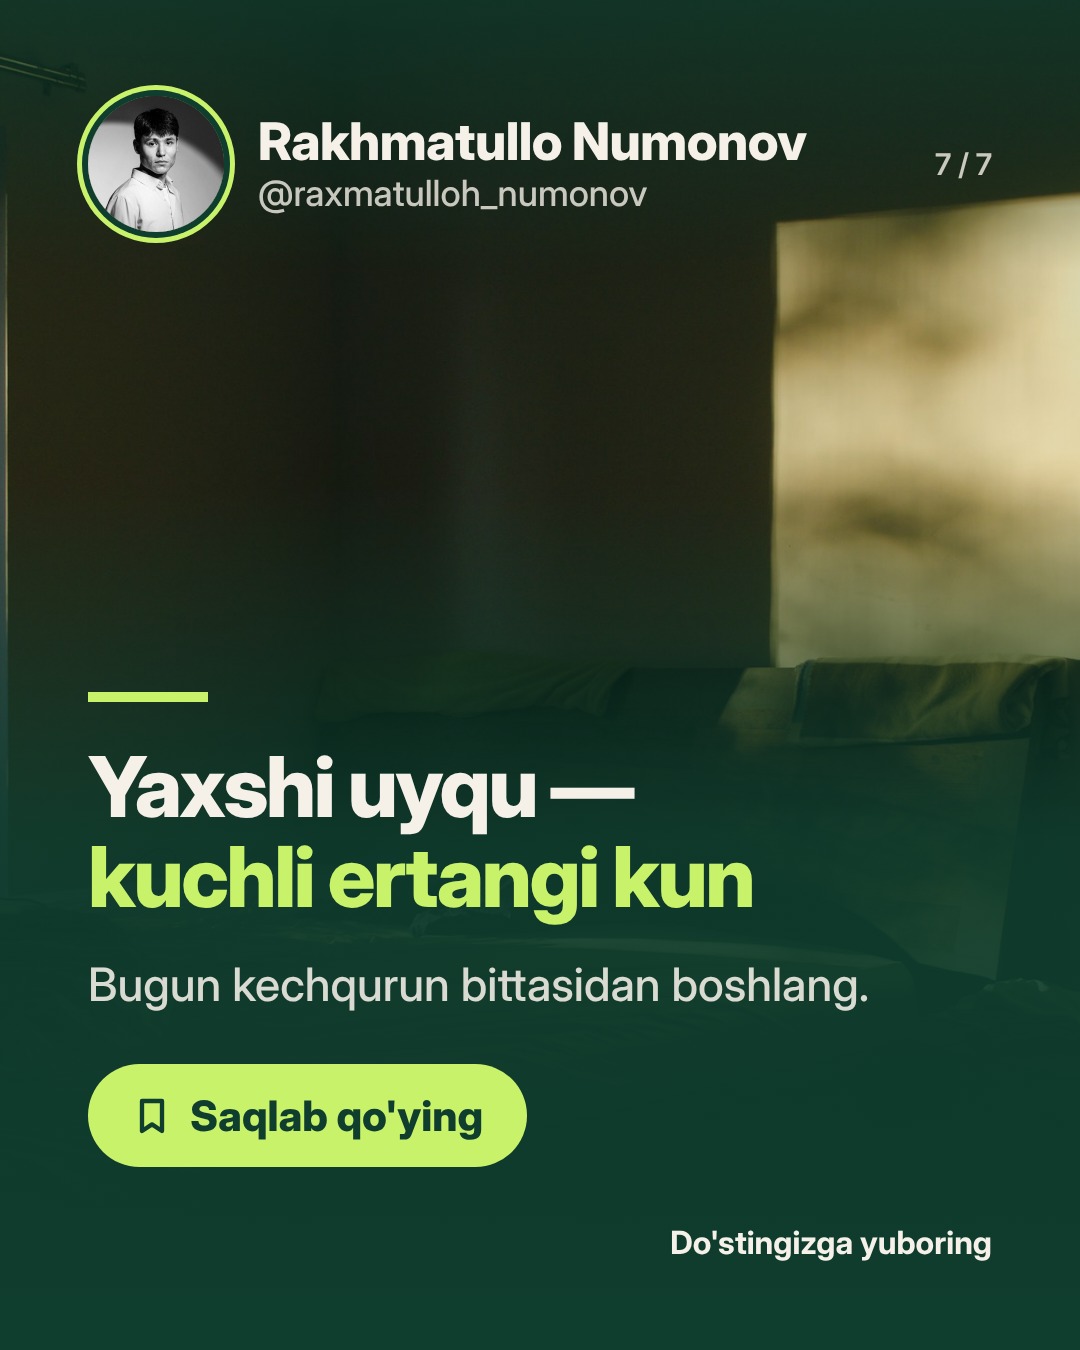 Rakhmatullo Numonov
@raxmatulloh_numonov
7 / 7
Yaxshi uyqu —
kuchli ertangi kun
Bugun kechqurun bittasidan boshlang.
Saqlab qo'ying
Do'stingizga yuboring